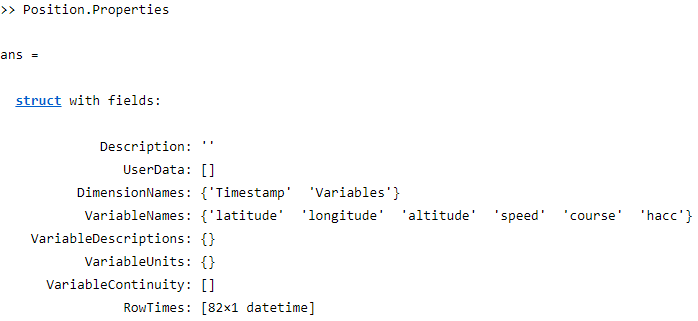 >> Position.Properties
ans =
struct with fields:
Description: ''
UserData: []
DimensionNames: {'Timestamp'  'Variables'}
VariableNames: {'latitude'  'longitude'  'altitude'  'speed'  'course'  'hacc'}
VariableDescriptions: {}
VariableUnits: {}
VariableContinuity: []
RowTimes: [82×1 datetime]